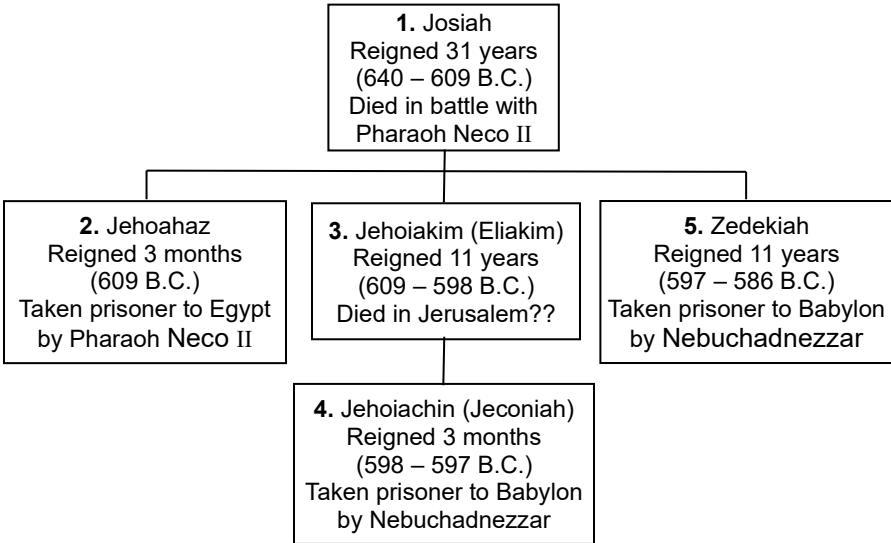 1. Josiah
Reigned 31 years
(640 – 609 B.C.)
Died in battle with
Pharaoh Neco II
2. Jehoahaz
Reigned 3 months
(609 B.C.)
Taken prisoner to Egypt
by Pharaoh Neco II
3. Jehoiakim (Eliakim)
Reigned 11 years
(609 – 598 B.C.)
Died in Jerusalem??
5. Zedekiah
Reigned 11 years
(597 – 586 B.C.)
Taken prisoner to Babylon
by Nebuchadnezzar
4. Jehoiachin (Jeconiah)
Reigned 3 months
(598 – 597 B.C.)
Taken prisoner to Babylon
by Nebuchadnezzar